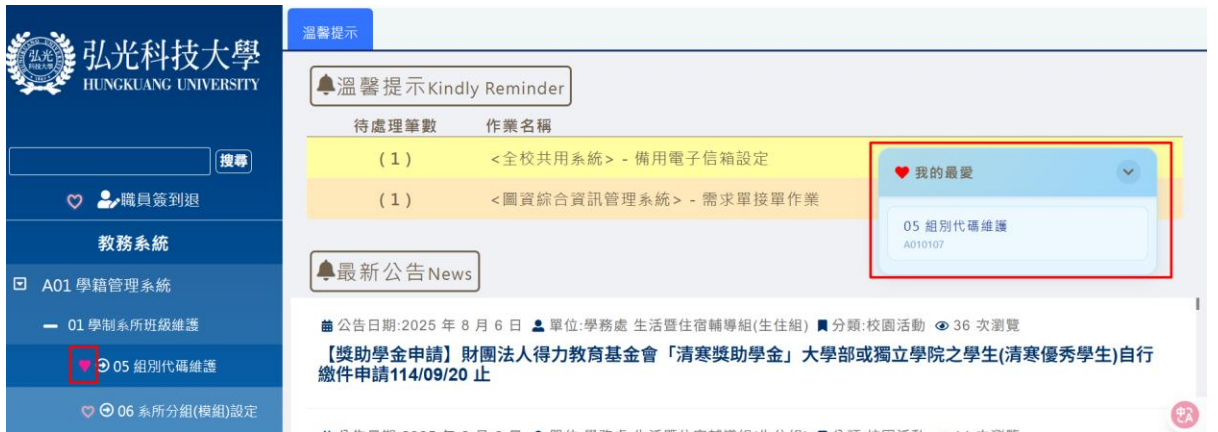 弘光科技大學
HUNGKUANG UNIVERSITY
搜尋
職員簽到退
教務系統
A01 學籍管理系統
01 學制系所班級維護
05 組別代碼維護
06 系所分組(模組)設定
溫馨提示
溫馨提示Kindly Reminder
待處理筆數 作業名稱
(1) <全校共用系統> - 備用電子信箱設定
(1) <圖資綜合資訊管理系統> - 需求單接單作業
我的最愛
05 組別代碼維護
A010107
最新公告News
公告日期:2025 年 8 月 6 日 單位:學務處 生活暨住宿輔導組(生住組) 分類:校園活動 36 次瀏覽
【獎助學金申請】財團法人得力教育基金會「清寒獎助學金」大學部或獨立學院之學生(清寒優秀學生)自行
繳件申請114/09/20 止